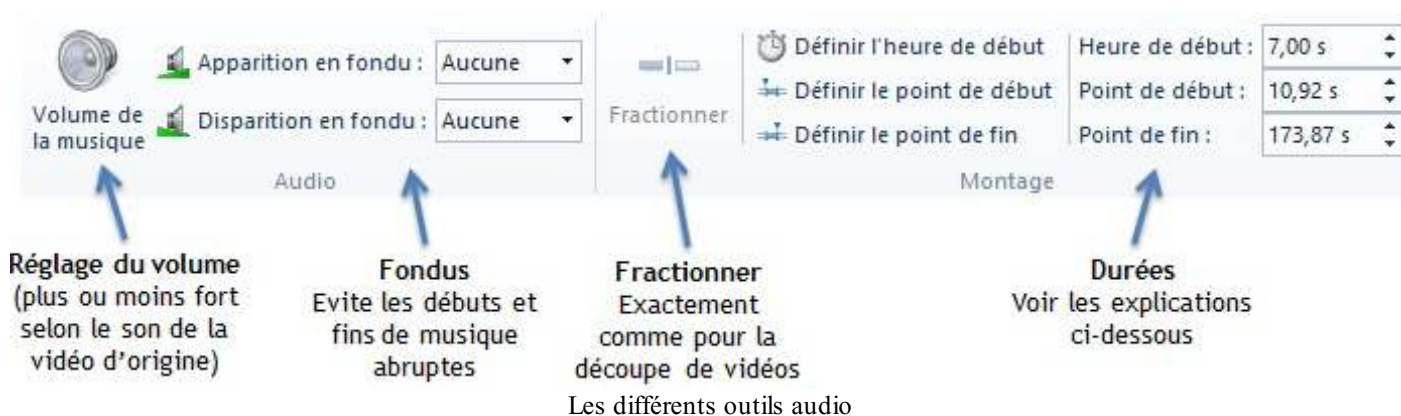 Volume de
la musique
Apparition en fondu : Aucune
Disparition en fondu : Aucune
Audio
Fractionner
Définir l'heure de début
Définir le point de début
Définir le point de fin
Heure de début : 7,00 s
Point de début : 10,92 s
Point de fin : 173,87 s
Montage
Réglage du volume
(plus ou moins fort
selon le son de la
vidéo d'origine)
Fondus
Evite les débuts et
fins de musique
abruptes
Fractionner
Exactement
comme pour la
découpe de vidéos
Durées
Voir les explications
ci-dessous
Les différents outils audio